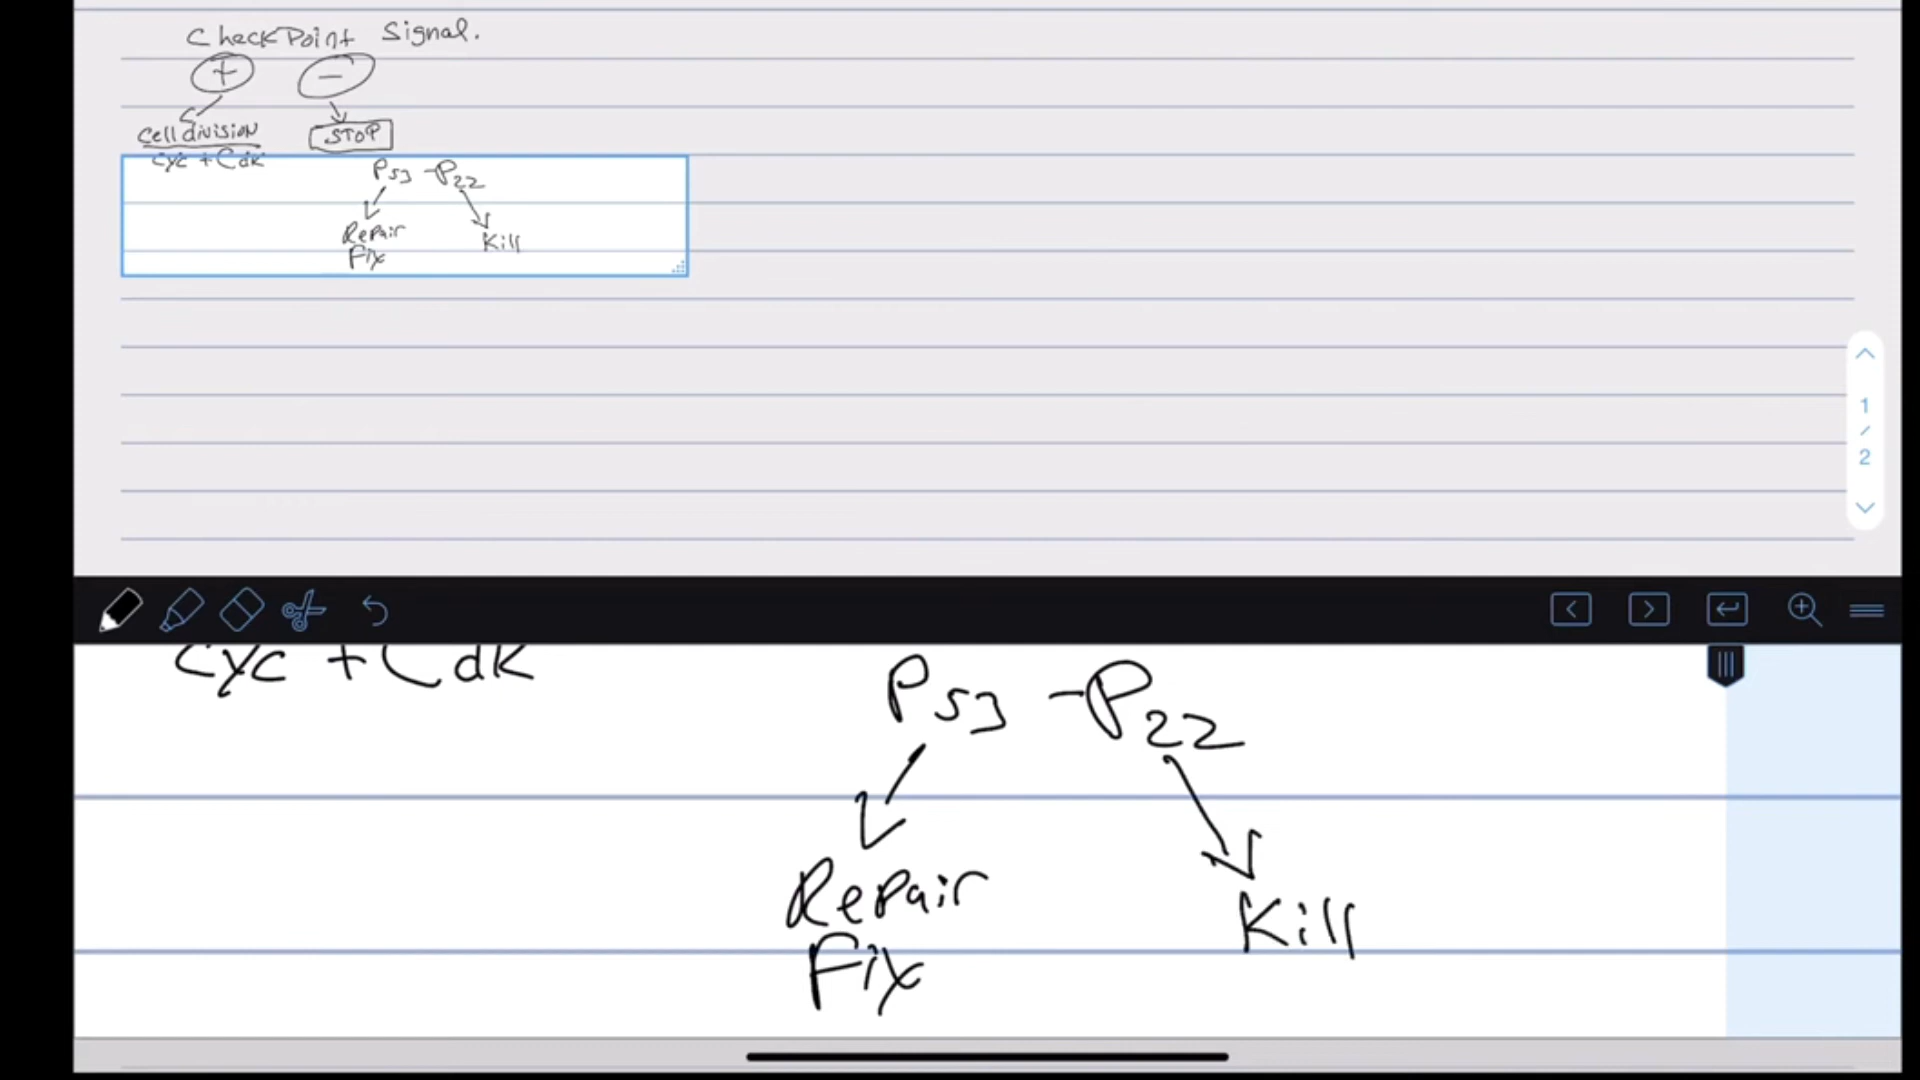 CheckPoint Signal.
+ -
Cell division STOP
Cyc + Cdk
P53 -P22
Repair Kill
Fix
1
/
2
Cyc + Cdk
P53 -P22
Repair
Kill
Fix